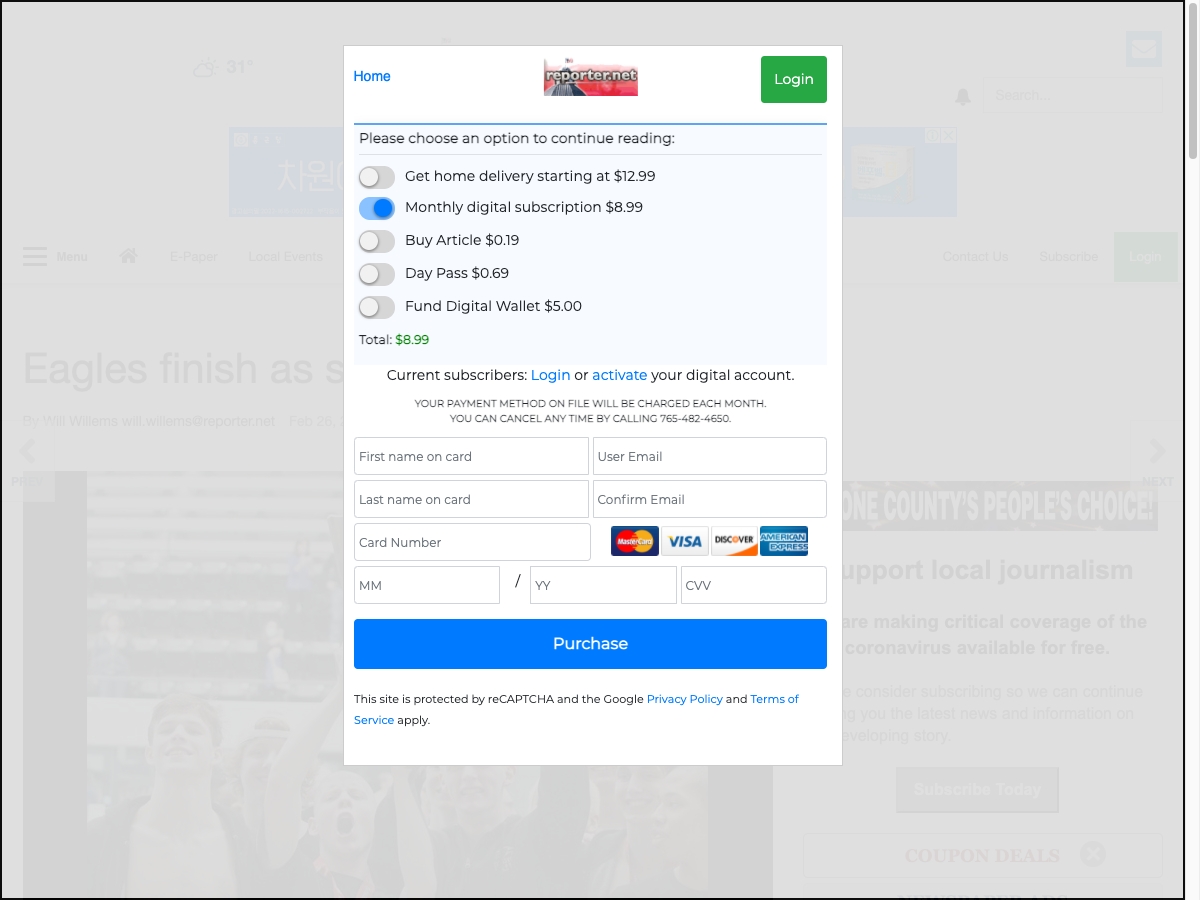 Home
reporter.net
Login
31°
Search...
Please choose an option to continue reading:
Get home delivery starting at $12.99
Monthly digital subscription $8.99
Buy Article $0.19
Day Pass $0.69
Fund Digital Wallet $5.00
Total: $8.99
Current subscribers: Login or activate your digital account.
YOUR PAYMENT METHOD ON FILE WILL BE CHARGED EACH MONTH.
YOU CAN CANCEL ANY TIME BY CALLING 765-482-4650.
First name on card
User Email
Last name on card
Confirm Email
Card Number
MasterCard
VISA
DISCOVER
AMERICAN EXPRESS
MM
/
YY
CVV
Purchase
This site is protected by reCAPTCHA and the Google Privacy Policy and Terms of
Service apply.
차원
Menu
E-Paper
Local Events
Contact Us
Subscribe
Login
Eagles finish as s
By Will Willems will.willems@reporter.net
Feb 26,
NEXT
ONE COUNTY'S PEOPLE'S CHOICE!
upport local journalism
are making critical coverage of the
coronavirus available for free.
consider subscribing so we can continue
you the latest news and information on
eveloping story.
Subscribe Today
COUPON DEALS